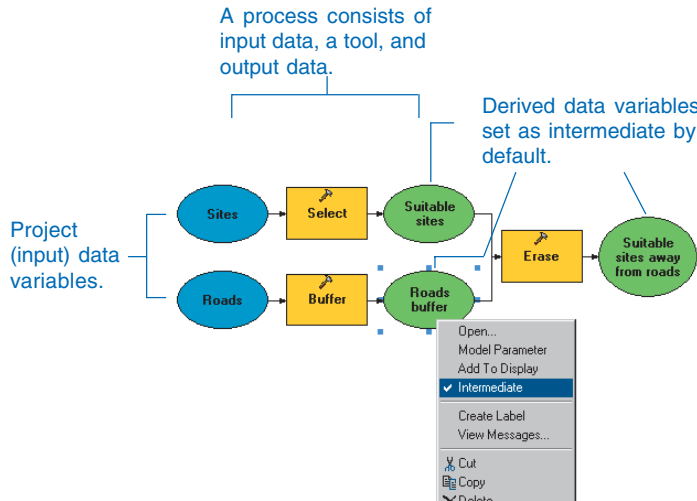 A process consists of
input data, a tool, and
output data.
Derived data variables
set as intermediate by
default.
Project
(input) data
variables.
Sites
Select
Suitable
sites
Roads
Buffer
Roads
buffer
Erase
Suitable
sites away
from roads
Open...
Model Parameter
Add To Display
Intermediate
Create Label
View Messages...
Cut
Copy
Delete